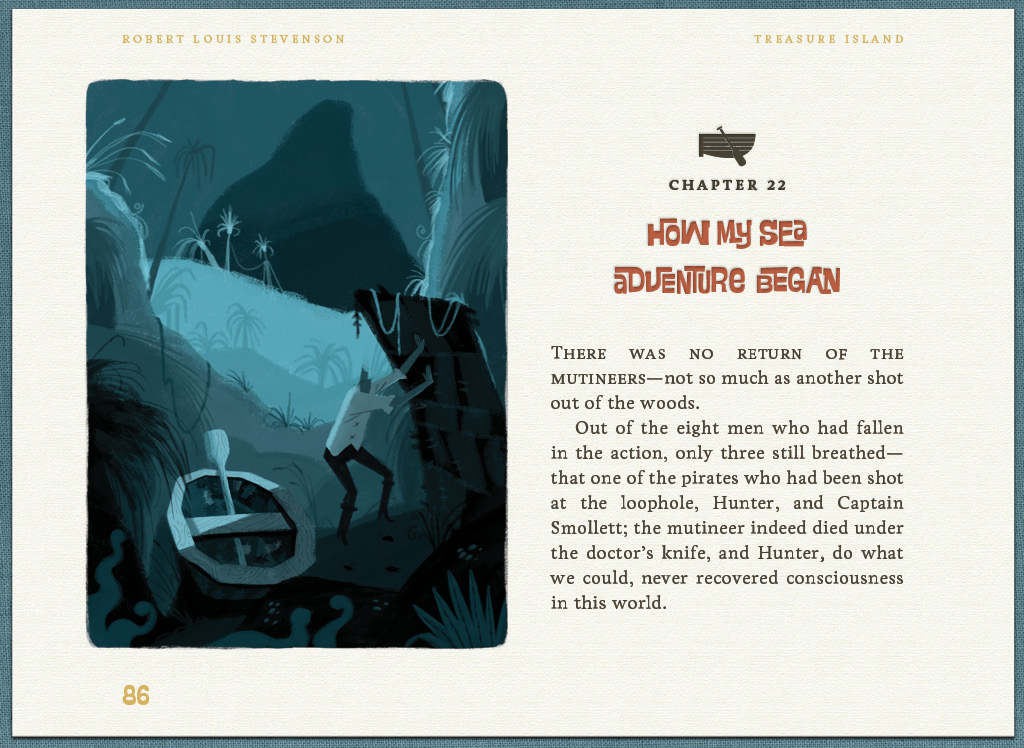 ROBERT LOUIS STEVENSON
TREASURE ISLAND
CHAPTER 22
HOW MY SEa
aDVENTURE BEGAN
THERE WAS NO RETURN OF THE
MUTINEERS—not so much as another shot
out of the woods.
Out of the eight men who had fallen
in the action, only three still breathed—
that one of the pirates who had been shot
at the loophole, Hunter, and Captain
Smollett; the mutineer indeed died under
the doctor’s knife, and Hunter, do what
we could, never recovered consciousness
in this world.
86